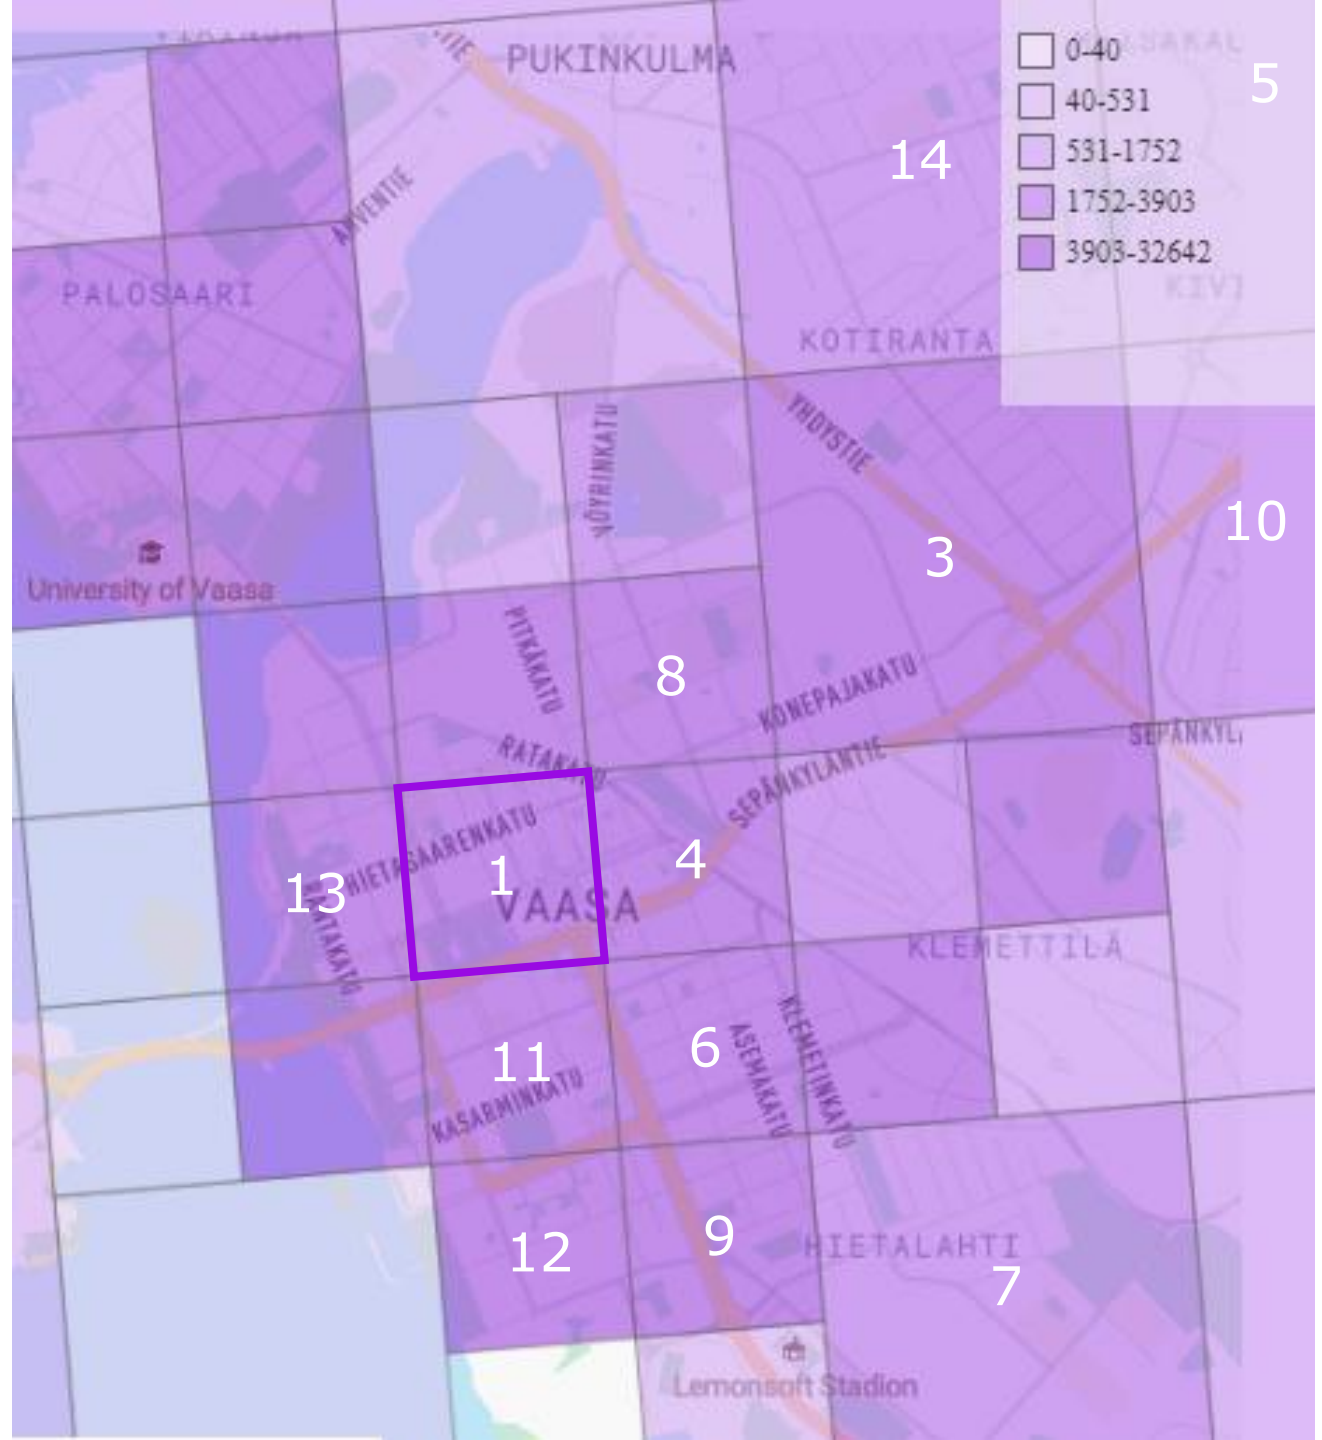 PUKINKULMA
0-40
5
40-531
14
531-1752
1752-3903
3903-32642
PALOSAARI
KOTIRANTA
YHDYSTIE
VÖYRINKATU
3
10
University of Vaasa
PITKÄKATU
8
KONEPAJAKATU
RATAKATU
SEPÄNKYLÄNTIE
HIETASAARENKATU
1
4
13
VAASA
KLEMETTILÄ
11
6
ASEMAKATU
KLEMETINKATU
KASARMINKATU
12
9
HIETALAHTI
7
Lemonsoft Stadion